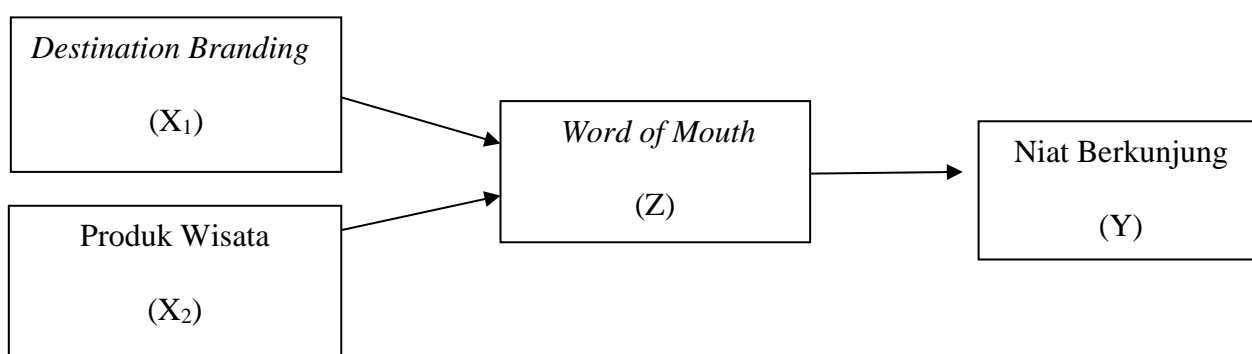 Destination Branding
(X₁)
Produk Wisata
(X₂)
Word of Mouth
(Z)
Niat Berkunjung
(Y)